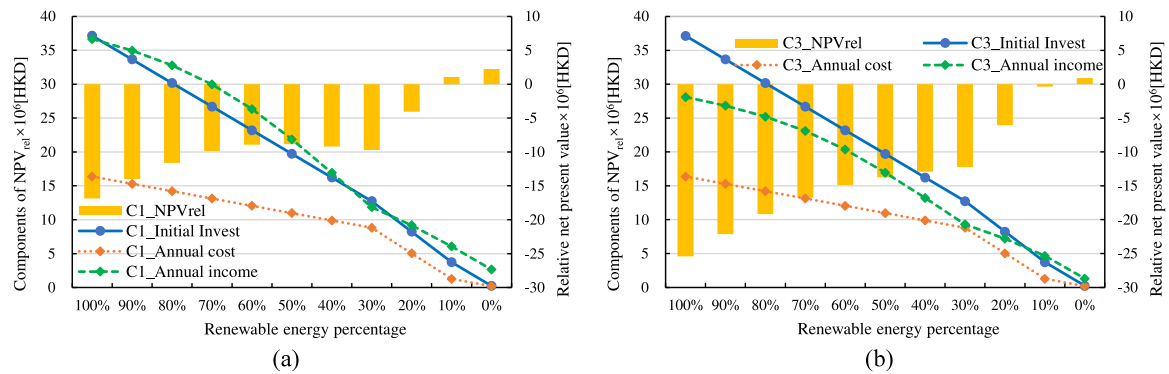 (a)
Components of NPVrel×10⁶[HKD]
40
35
30
25
20
15
10
5
0
C1_NPVrel
C1_Initial Invest
C1_Annual cost
C1_Annual income
10
5
0
-5
-10
-15
-20
-25
-30
Relative net present value×10⁶[HKD]
100% 90% 80% 70% 60% 50% 40% 30% 20% 10% 0%
Renewable energy percentage
(b)
Components of NPVrel×10⁶[HKD]
40
35
30
25
20
15
10
5
0
C3_NPVrel C3_Initial Invest
C3_Annual cost C3_Annual income
10
5
0
-5
-10
-15
-20
-25
-30
Relative net present value×10⁶[HKD]
100% 90% 80% 70% 60% 50% 40% 30% 20% 10% 0%
Renewable energy percentage